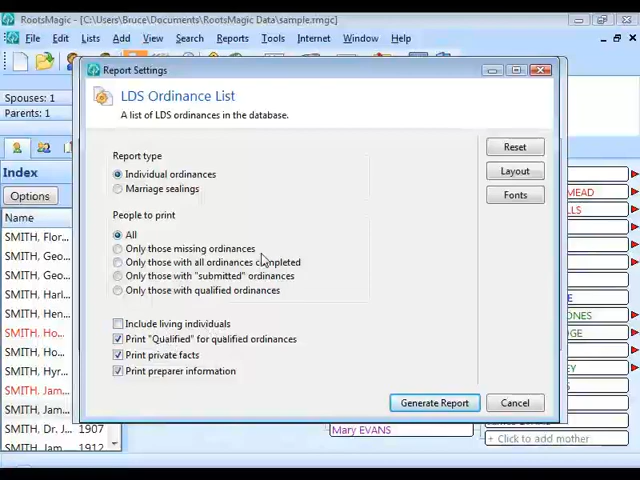 RootsMagic - [C:\Users\Bruce\Documents\RootsMagic Data\sample.rmgc]
File Edit Lists Add View Search Reports Tools Internet Window Help
Report Settings
Spouses: 1
Parents: 1
LDS Ordinance List
A list of LDS ordinances in the database.
Index
Options
Name
SMITH, Flor...
SMITH, Geo...
SMITH, Geo...
SMITH, Har...
SMITH, Hen...
SMITH, Ho...
SMITH, Ho...
SMITH, Jam...
SMITH, Jam...
SMITH, Dr. J... 1907
SMITH, Jam... 1912
Report type
Individual ordinances
Marriage sealings
People to print
All
Only those missing ordinances
Only those with all ordinances completed
Only those with "submitted" ordinances
Only those with qualified ordinances
Include living individuals
Print "Qualified" for qualified ordinances
Print private facts
Print preparer information
Reset
Layout
Fonts
Generate Report
Cancel
MEAD
LLS
ONES
DGE
EY
Mary EVANS
+ Click to add mother